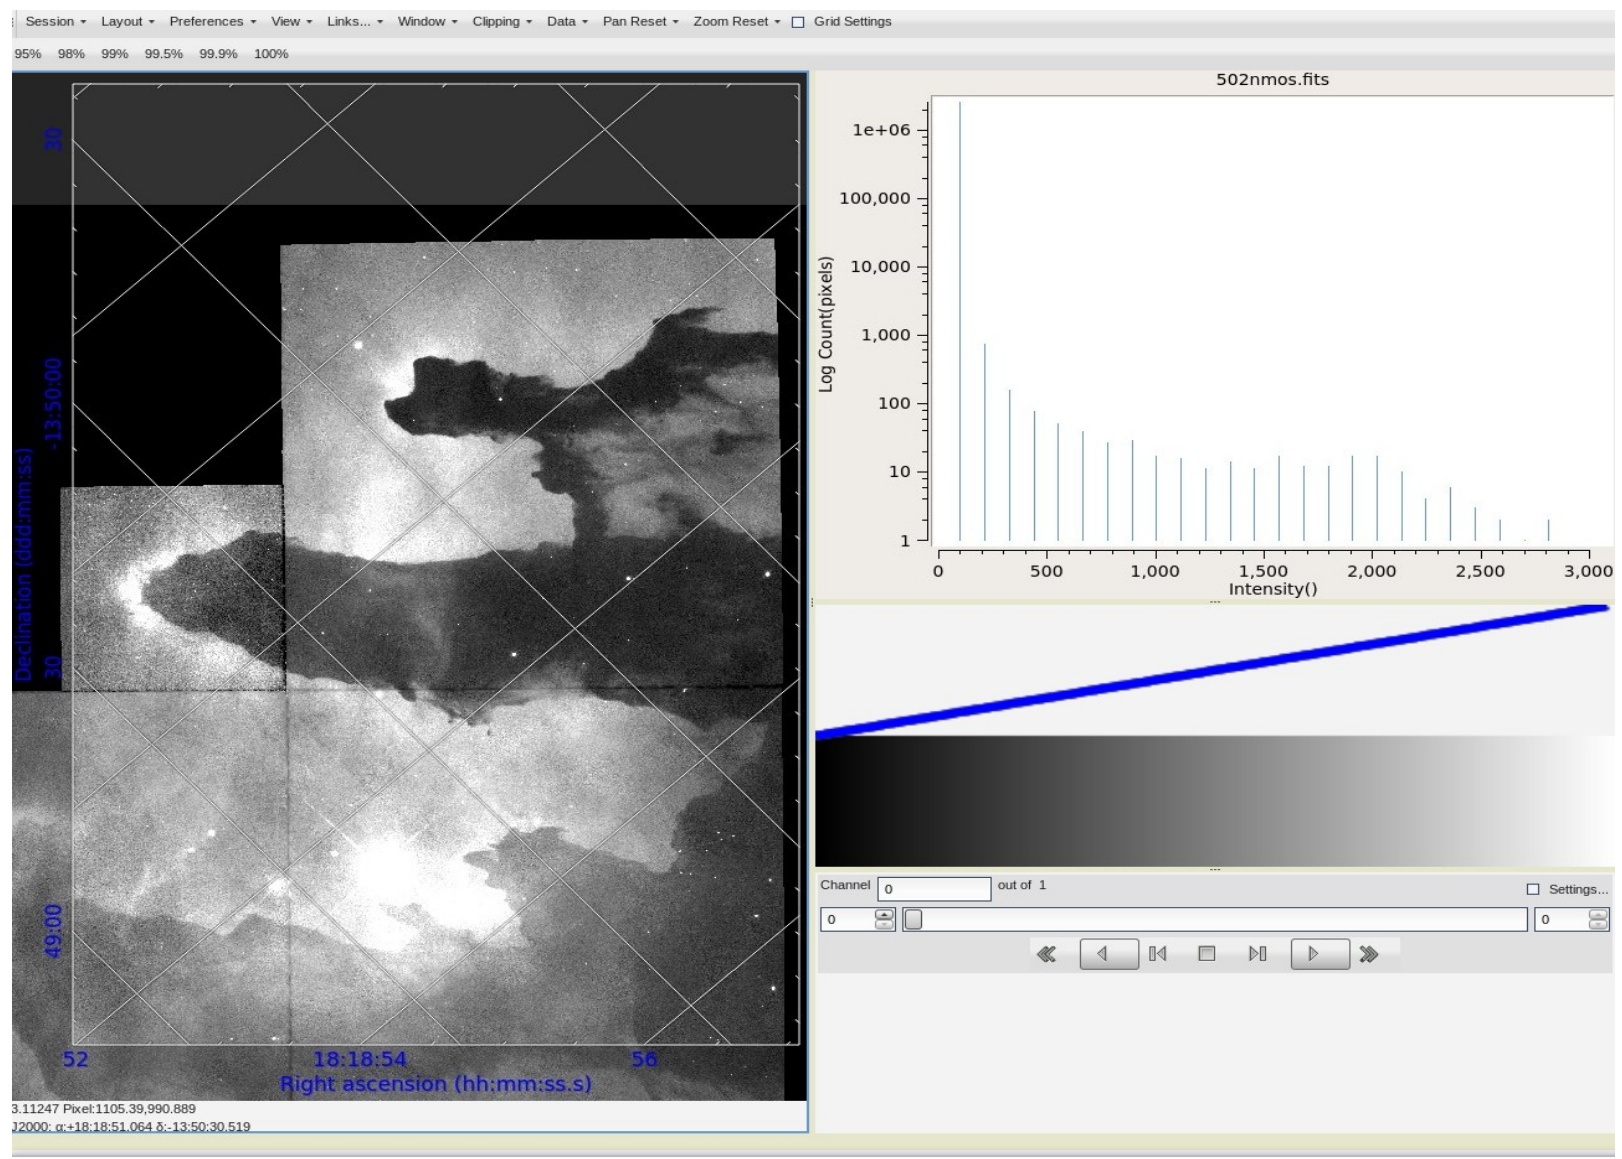 Session Layout Preferences View Links... Window Clipping Data Pan Reset Zoom Reset Grid Settings
95% 98% 99% 99.5% 99.9% 100%
30
-13:50:00
Declination (ddd:mm:ss)
30
49:00
52 18:18:54 56
Right ascension (hh:mm:ss.s)
3.11247 Pixel:1105.39,990.889
J2000: α:+18:18:51.064 δ:-13:50:30.519
502nmos.fits
Log Count(pixels)
1e+06
100,000
10,000
1,000
100
10
1
0 500 1,000 1,500 2,000 2,500 3,000
Intensity()
Channel 0 out of 1 Settings...
0 0